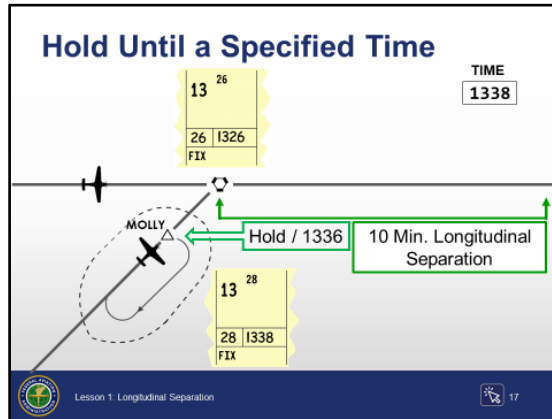 Hold Until a Specified Time
TIME
1338
13 26
26 1326
FIX
MOLLY
Hold / 1336
10 Min. Longitudinal
Separation
13 28
28 1338
FIX
Lesson 1: Longitudinal Separation
17